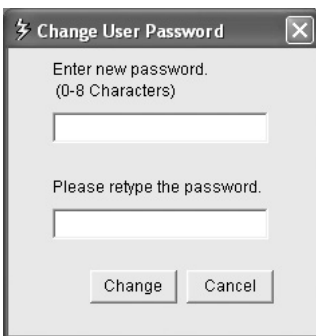 Change User Password
Enter new password.
(0-8 Characters)
Please retype the password.
Change Cancel